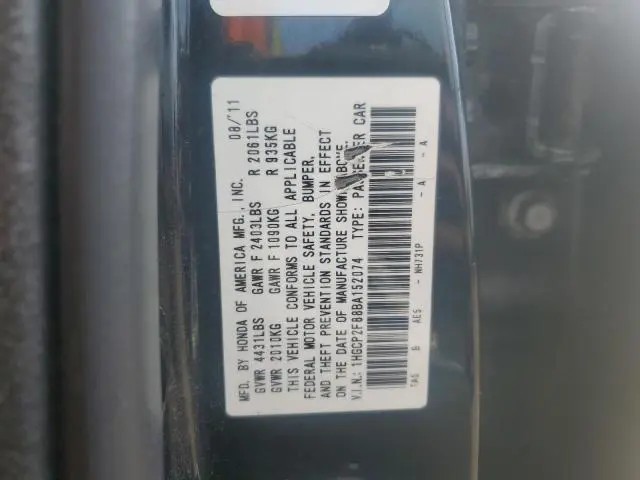 MFD. BY HONDA OF AMERICA MFG., INC. 08/'11
GVWR 4431LBS GAWR F 2403LBS R 2061LBS
GVWR 2010KG GAWR F 1090KG R 935KG
THIS VEHICLE CONFORMS TO ALL APPLICABLE
FEDERAL MOTOR VEHICLE SAFETY, BUMPER,
AND THEFT PREVENTION STANDARDS IN EFFECT
ON THE DATE OF MANUFACTURE SHOWN ABOVE.
V.I.N.: 1HGCP2F88BA152074 TYPE: PASSENGER CAR
TAG B AES - NH731P - A - A